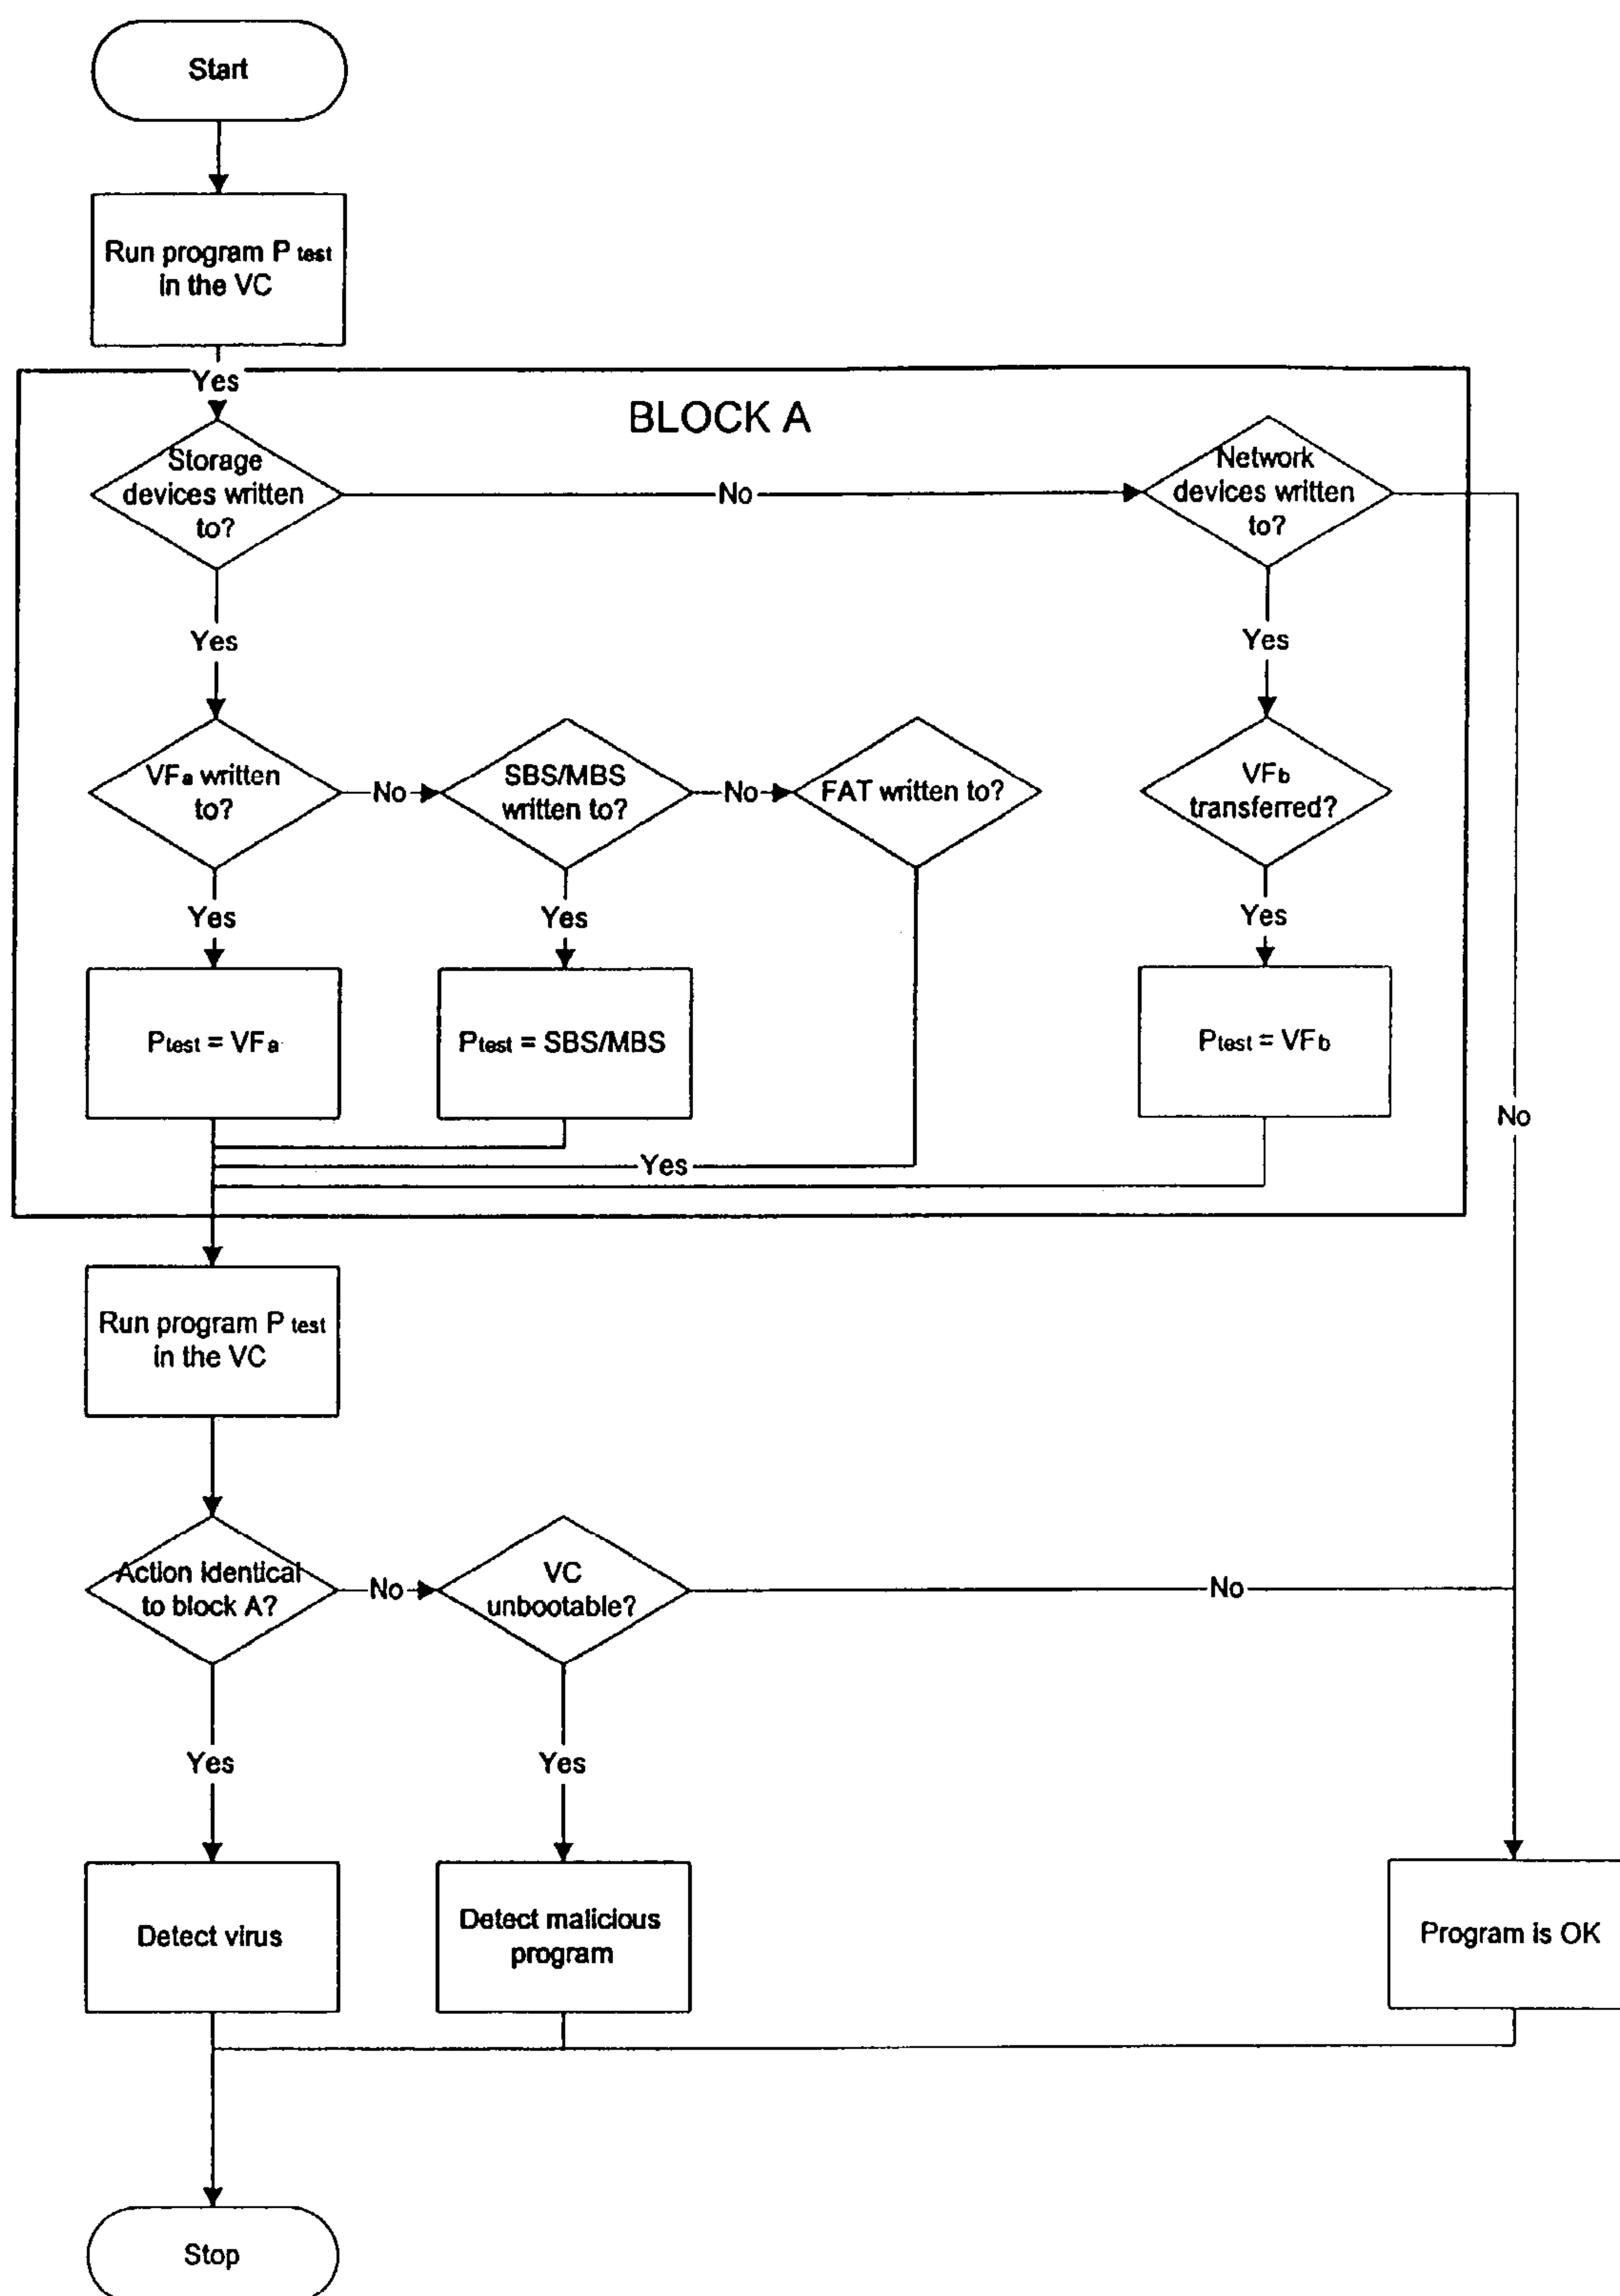 Start
Run program P test
in the VC
Yes
BLOCK A
Storage
devices written
to?
No
Network
devices written
to?
Yes
Yes
VFa written
to?
No
SBS/MBS
written to?
No
FAT written to?
VFb
transferred?
Yes
Yes
Yes
Ptest = VFa
Ptest = SBS/MBS
Ptest = VFb
No
Yes
Run program P test
in the VC
Action identical
to block A?
No
VC
unbootable?
No
Yes
Yes
Detect virus
Detect malicious
program
Program is OK
Stop